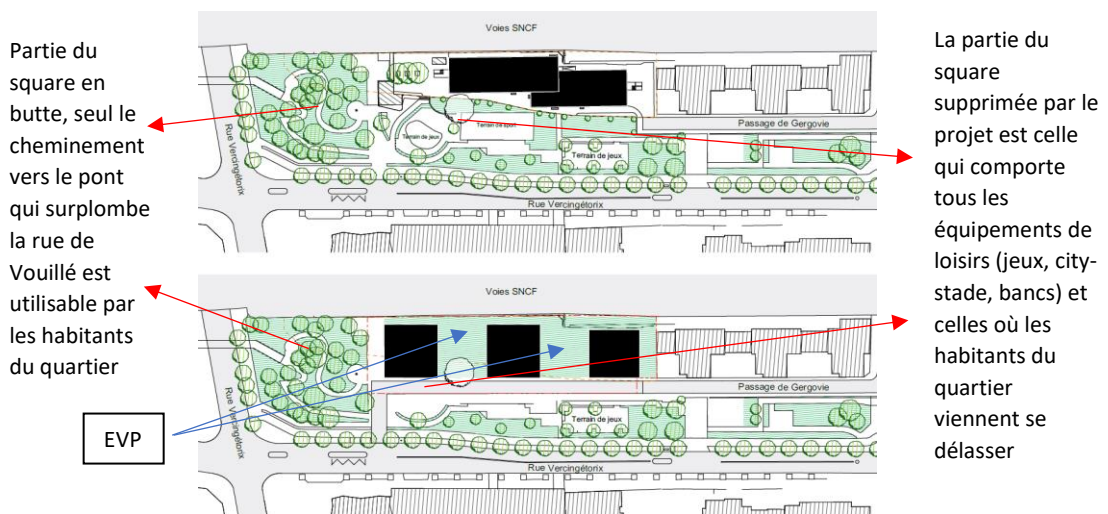 Partie du
square en
butte, seul le
cheminement
vers le pont
qui surplombe
la rue de
Vouillé est
utilisable par
les habitants
du quartier
EVP
Voies SNCF
Terrain de jeux
Terrain de sport
Terrain de jeux
Passage de Gergovie
Rue Vercingétorix
Rue Vercingétorix
Voies SNCF
Terrain de jeux
Passage de Gergovie
Rue Vercingétorix
Rue Vercingétorix
La partie du
square
supprimée par le
projet est celle
qui comporte
tous les
équipements de
loisirs (jeux, city-
stade, bancs) et
celles où les
habitants du
quartier
viennent se
délasser